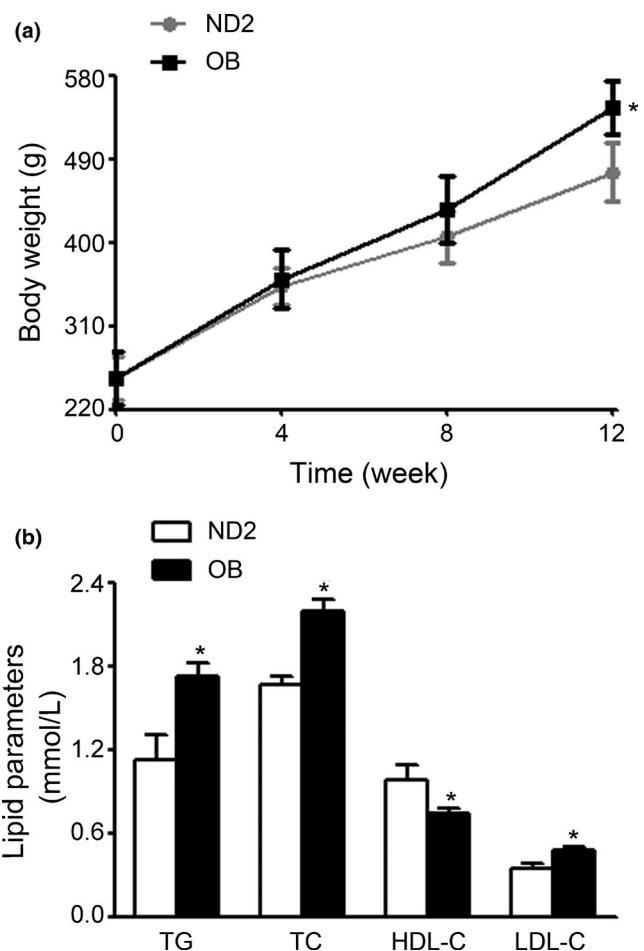 (a)
ND2
OB
580
490
400
310
220
Body weight (g)
*
0 4 8 12
Time (week)
(b)
ND2
OB
2.4
1.8
1.2
0.6
0.0
Lipid parameters
(mmol/L)
* * * *
TG TC HDL-C LDL-C